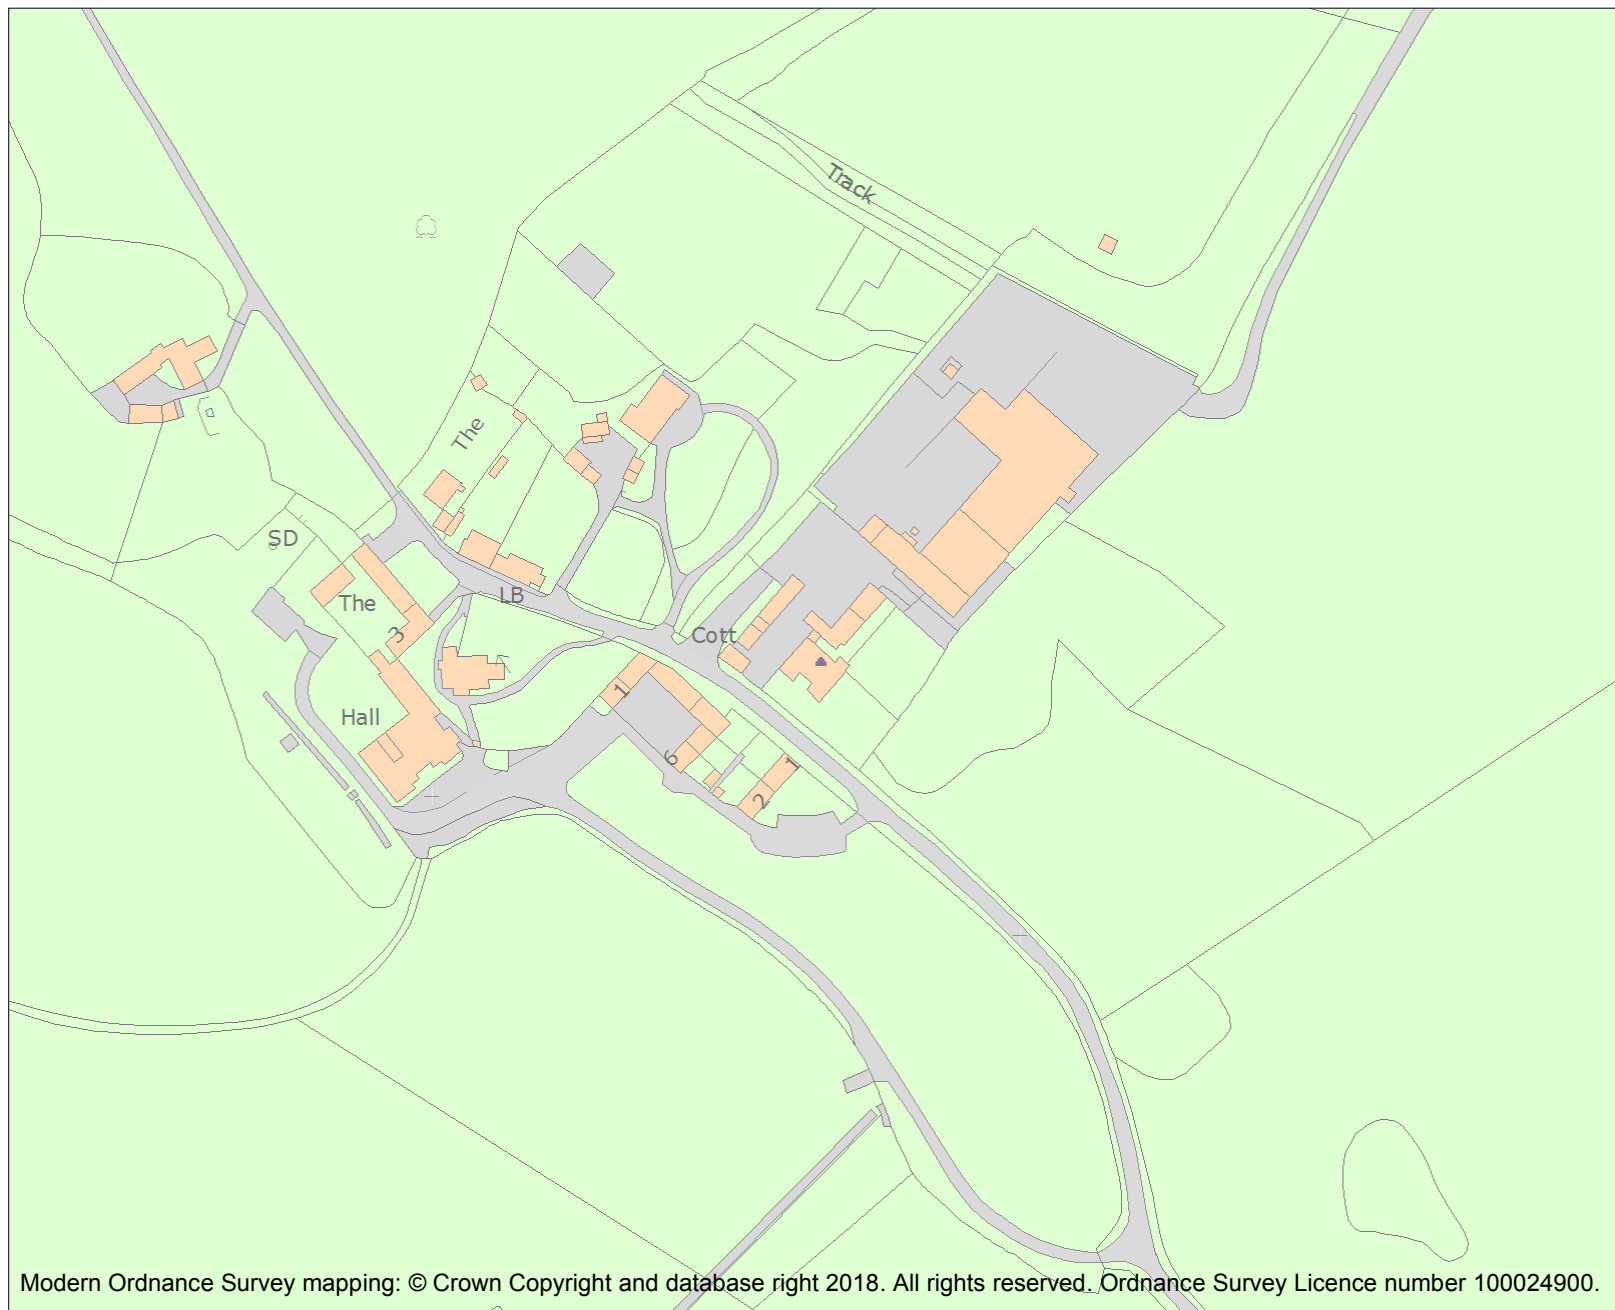 Track
The
SD
LB
The
3
Cott
1
Hall
6
1
2
Modern Ordnance Survey mapping: © Crown Copyright and database right 2018. All rights reserved. Ordnance Survey Licence number 100024900.